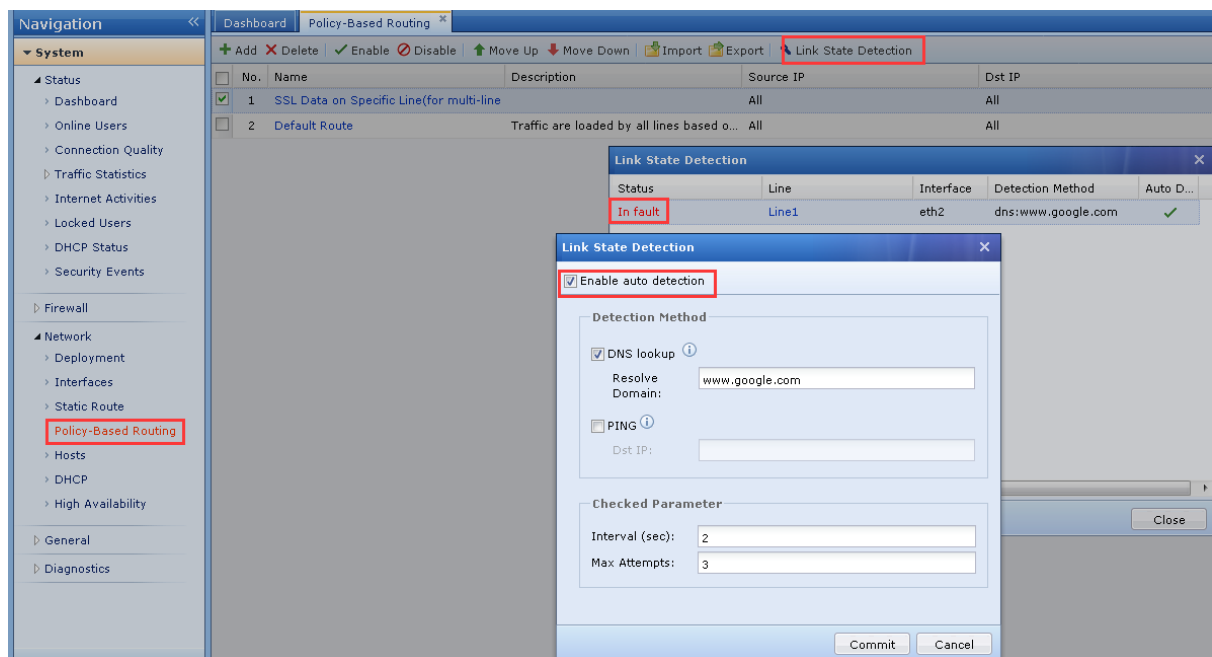 Navigation
Dashboard
Policy-Based Routing
System
Add Delete Enable Disable Move Up Move Down Import Export Link State Detection
Status
No. Name Description Source IP Dst IP
Dashboard
1 SSL Data on Specific Line(for multi-line All All
Online Users
2 Default Route Traffic are loaded by all lines based o... All All
Connection Quality
Traffic Statistics
Internet Activities
Locked Users
DHCP Status
Security Events
Firewall
Network
Deployment
Interfaces
Static Route
Policy-Based Routing
Hosts
DHCP
High Availability
General
Diagnostics
Link State Detection
Status Line Interface Detection Method Auto D...
In fault Line1 eth2 dns:www.google.com
Close
Link State Detection
Enable auto detection
Detection Method
DNS lookup
Resolve
Domain:
www.google.com
PING
Dst IP:
Checked Parameter
Interval (sec): 2
Max Attempts: 3
Commit Cancel